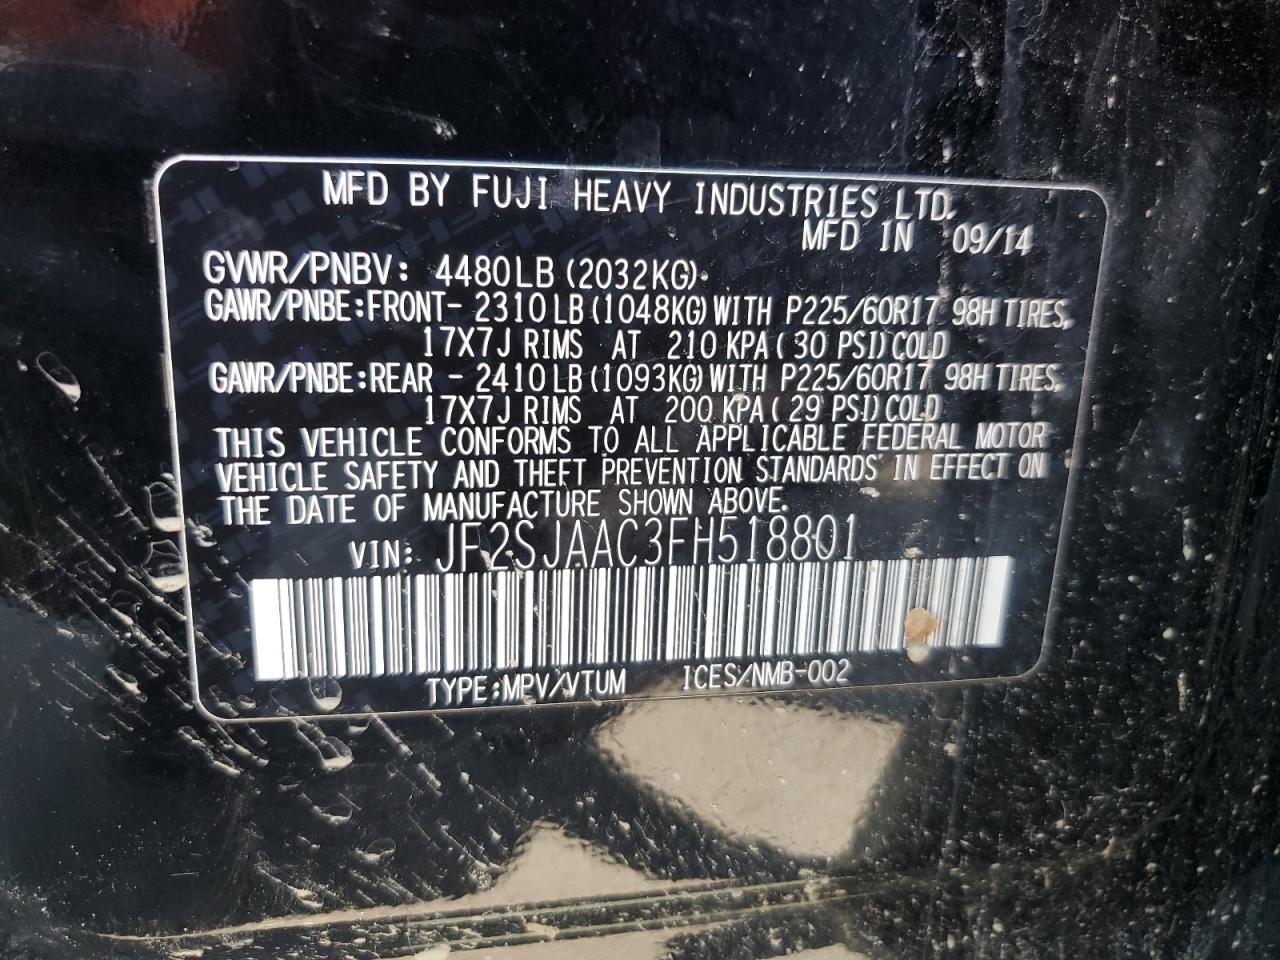 MFD BY FUJI HEAVY INDUSTRIES LTD.
MFD IN 09/14
GVWR/PNBV: 4480LB (2032KG)
GAWR/PNBE:FRONT- 2310LB (1048KG) WITH P225/60R17 98H TIRES,
17X7J RIMS AT 210 KPA (30 PSI) COLD
GAWR/PNBE:REAR - 2410LB (1093KG) WITH P225/60R17 98H TIRES,
17X7J RIMS AT 200 KPA (29 PSI) COLD
THIS VEHICLE CONFORMS TO ALL APPLICABLE FEDERAL MOTOR
VEHICLE SAFETY AND THEFT PREVENTION STANDARDS IN EFFECT ON
THE DATE OF MANUFACTURE SHOWN ABOVE.
VIN: JF2SJAAC3FH518801
TYPE:MPV/VTUM ICES/NMB-002